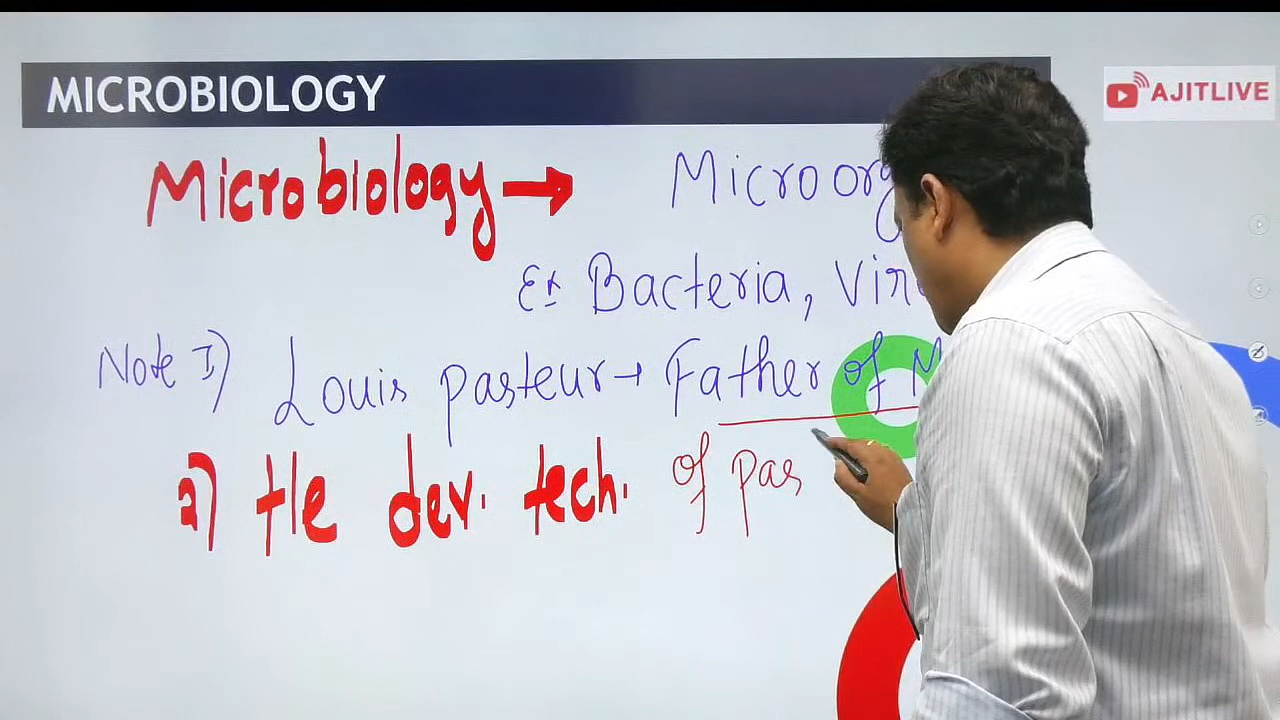 MICROBIOLOGY
AJITLIVE
Microbiology → Microorg
Ex Bacteria, Vir
Note 1) Louis pasteur → Father of M
2) He dev. tech. of pas